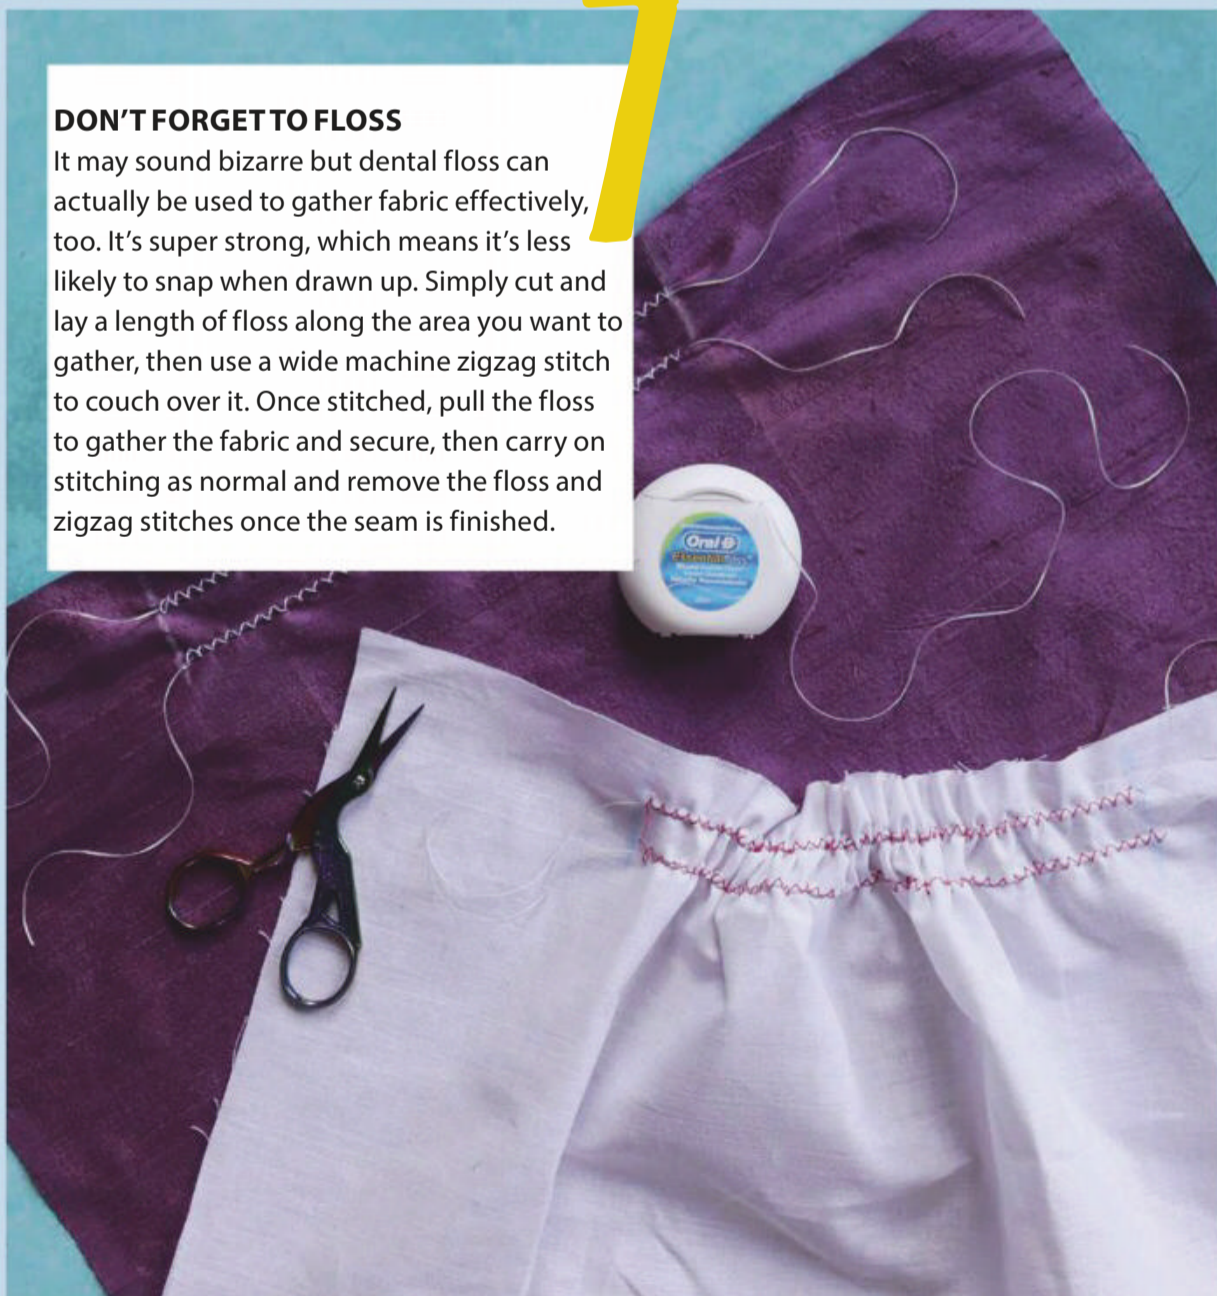 DON'T FORGET TO FLOSS
It may sound bizarre but dental floss can
actually be used to gather fabric effectively,
too. It's super strong, which means it's less
likely to snap when drawn up. Simply cut and
lay a length of floss along the area you want to
gather, then use a wide machine zigzag stitch
to couch over it. Once stitched, pull the floss
to gather the fabric and secure, then carry on
stitching as normal and remove the floss and
zigzag stitches once the seam is finished.
Oral-B